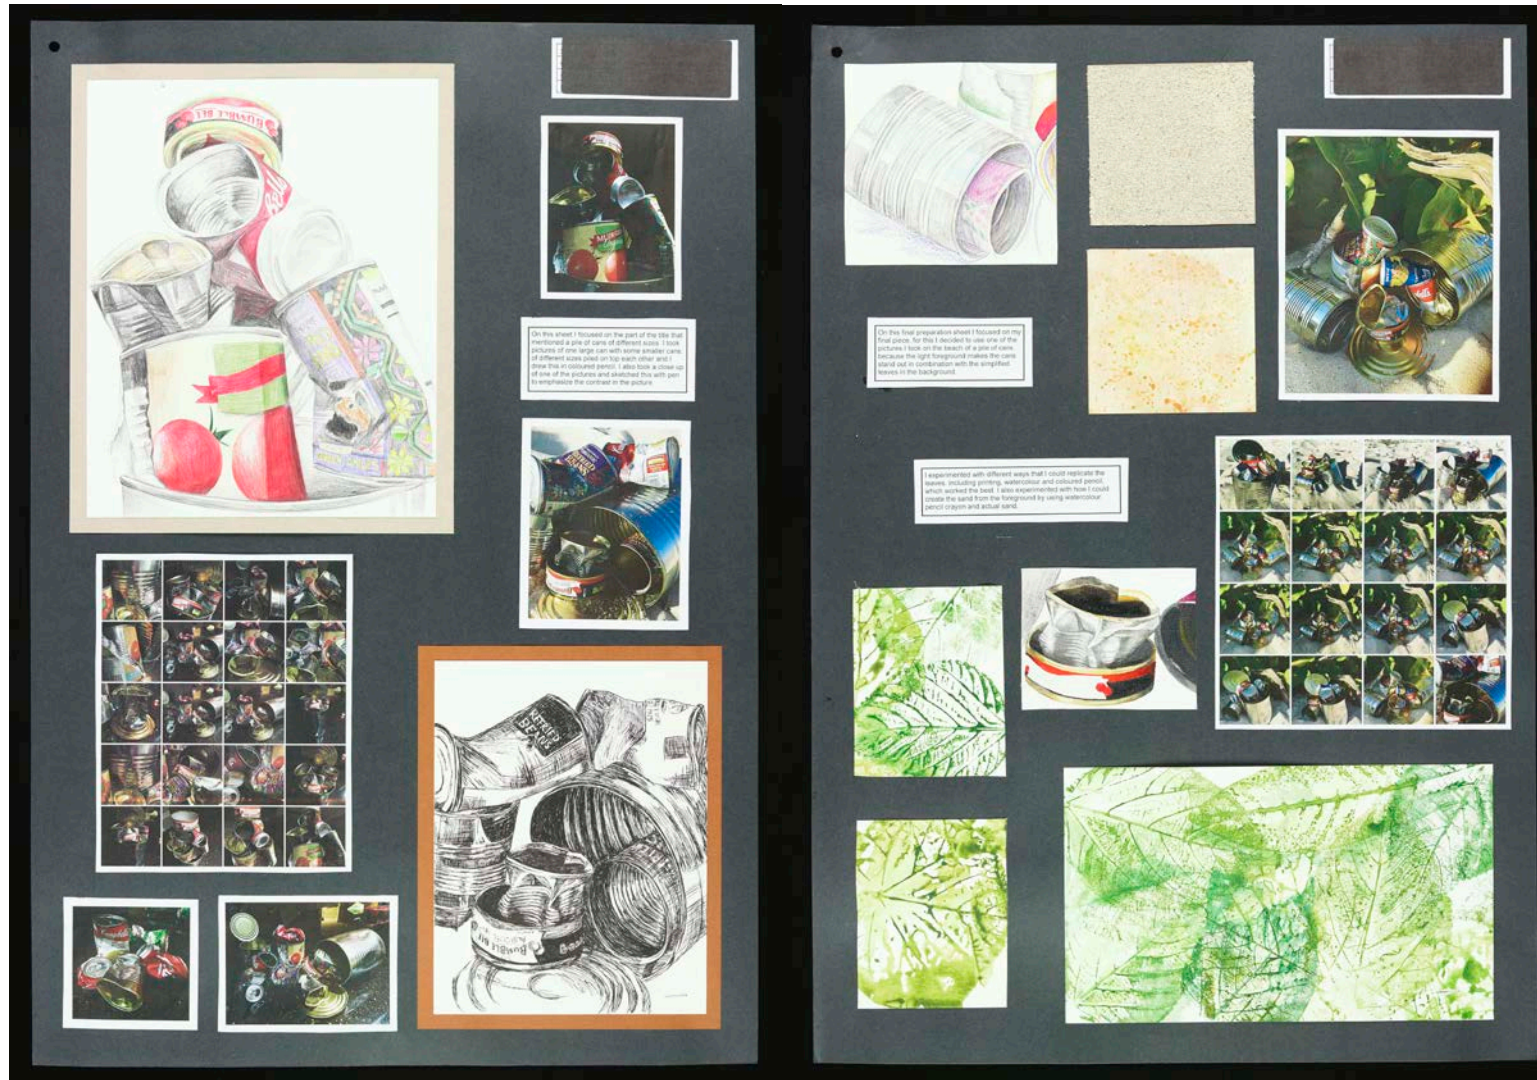 BUMBLE BEE
On this sheet I focused on the part of the title that
mentioned a pile of cans of different sizes. I took
pictures of one large can with some smaller cans
of different sizes piled on top each other and I
drew this in coloured pencil. I also took a close up
of one of the pictures and sketched this with pen
to emphasize the contrast in the picture
REFRIED
BEANS
BUMBLE BEE
On this final preparation sheet I focused on my
final piece, for this I decided to use one of the
pictures I took on the beach of a pile of cans,
because the light foreground makes the cans
stand out in combination with the simplified
leaves in the background.
I experimented with different ways that I could replicate the
leaves, including printing, watercolour and coloured pencil,
which worked the best. I also experimented with how I could
create the sand from the foreground by using watercolour
pencil crayon and actual sand.